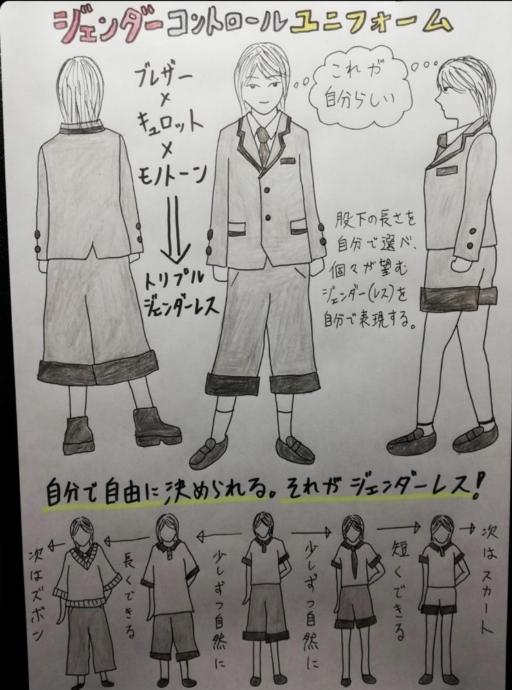 ジェンダーコントロールユニフォーム
ブレザー
×
キュロット
×
モノトーン
トリプル
ジェンダーレス
これが
自分らしい
股下の長さを
自分で選べ、
個々が望む
ジェンダー(レス)を
自分で表現する。
自分で自由に決められる。それがジェンダーレス!
次はズボン
長くできる
少しずつ自然に
少しずつ自然に
短くできる
次はスカート